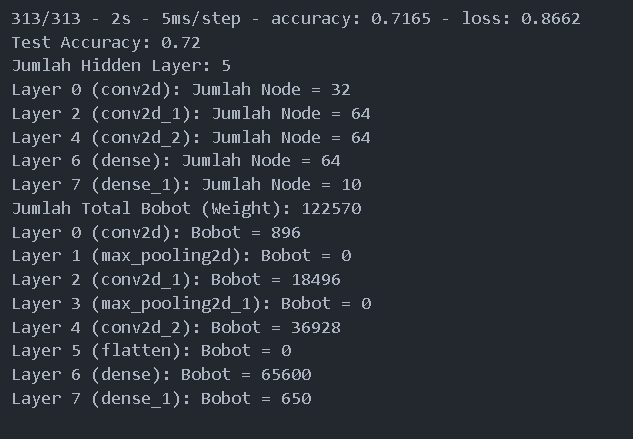 313/313 - 2s - 5ms/step - accuracy: 0.7165 - loss: 0.8662
Test Accuracy: 0.72
Jumlah Hidden Layer: 5
Layer 0 (conv2d): Jumlah Node = 32
Layer 2 (conv2d_1): Jumlah Node = 64
Layer 4 (conv2d_2): Jumlah Node = 64
Layer 6 (dense): Jumlah Node = 64
Layer 7 (dense_1): Jumlah Node = 10
Jumlah Total Bobot (Weight): 122570
Layer 0 (conv2d): Bobot = 896
Layer 1 (max_pooling2d): Bobot = 0
Layer 2 (conv2d_1): Bobot = 18496
Layer 3 (max_pooling2d_1): Bobot = 0
Layer 4 (conv2d_2): Bobot = 36928
Layer 5 (flatten): Bobot = 0
Layer 6 (dense): Bobot = 65600
Layer 7 (dense_1): Bobot = 650